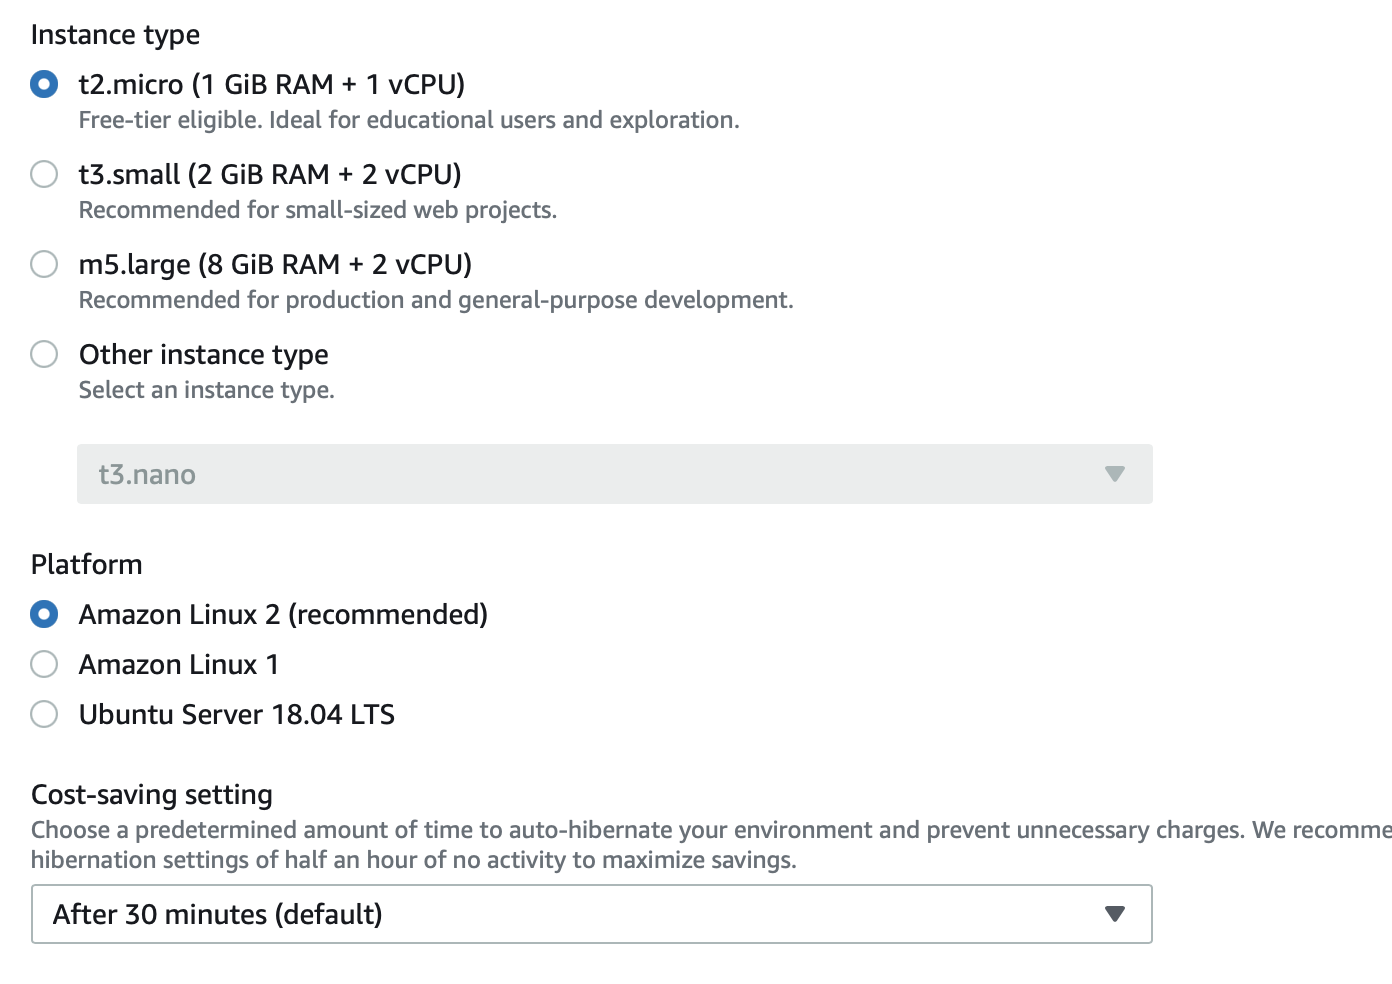 Instance type
t2.micro (1 GiB RAM + 1 vCPU)
Free-tier eligible. Ideal for educational users and exploration.
t3.small (2 GiB RAM + 2 vCPU)
Recommended for small-sized web projects.
m5.large (8 GiB RAM + 2 vCPU)
Recommended for production and general-purpose development.
Other instance type
Select an instance type.
t3.nano
Platform
Amazon Linux 2 (recommended)
Amazon Linux 1
Ubuntu Server 18.04 LTS
Cost-saving setting
Choose a predetermined amount of time to auto-hibernate your environment and prevent unnecessary charges. We recomme
hibernation settings of half an hour of no activity to maximize savings.
After 30 minutes (default)